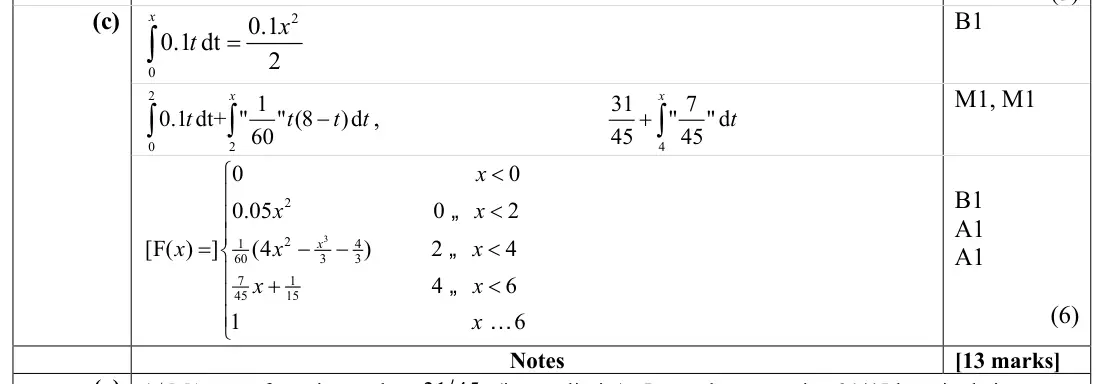 (c) ∫₀ˣ 0.1t dt = 0.1x²/2 B1
∫₀² 0.1t dt+∫₂ˣ "1/60"t(8 − t)dt , 31/45 + ∫₄ˣ "7/45"dt M1, M1
0 x < 0
0.05x² 0 „ x < 2 B1
[F(x) =] { 1/60(4x² − x³/3 − 4/3) 2 „ x < 4 A1
7/45 x + 1/15 4 „ x < 6 A1
1 x …6 (6)
Notes [13 marks]